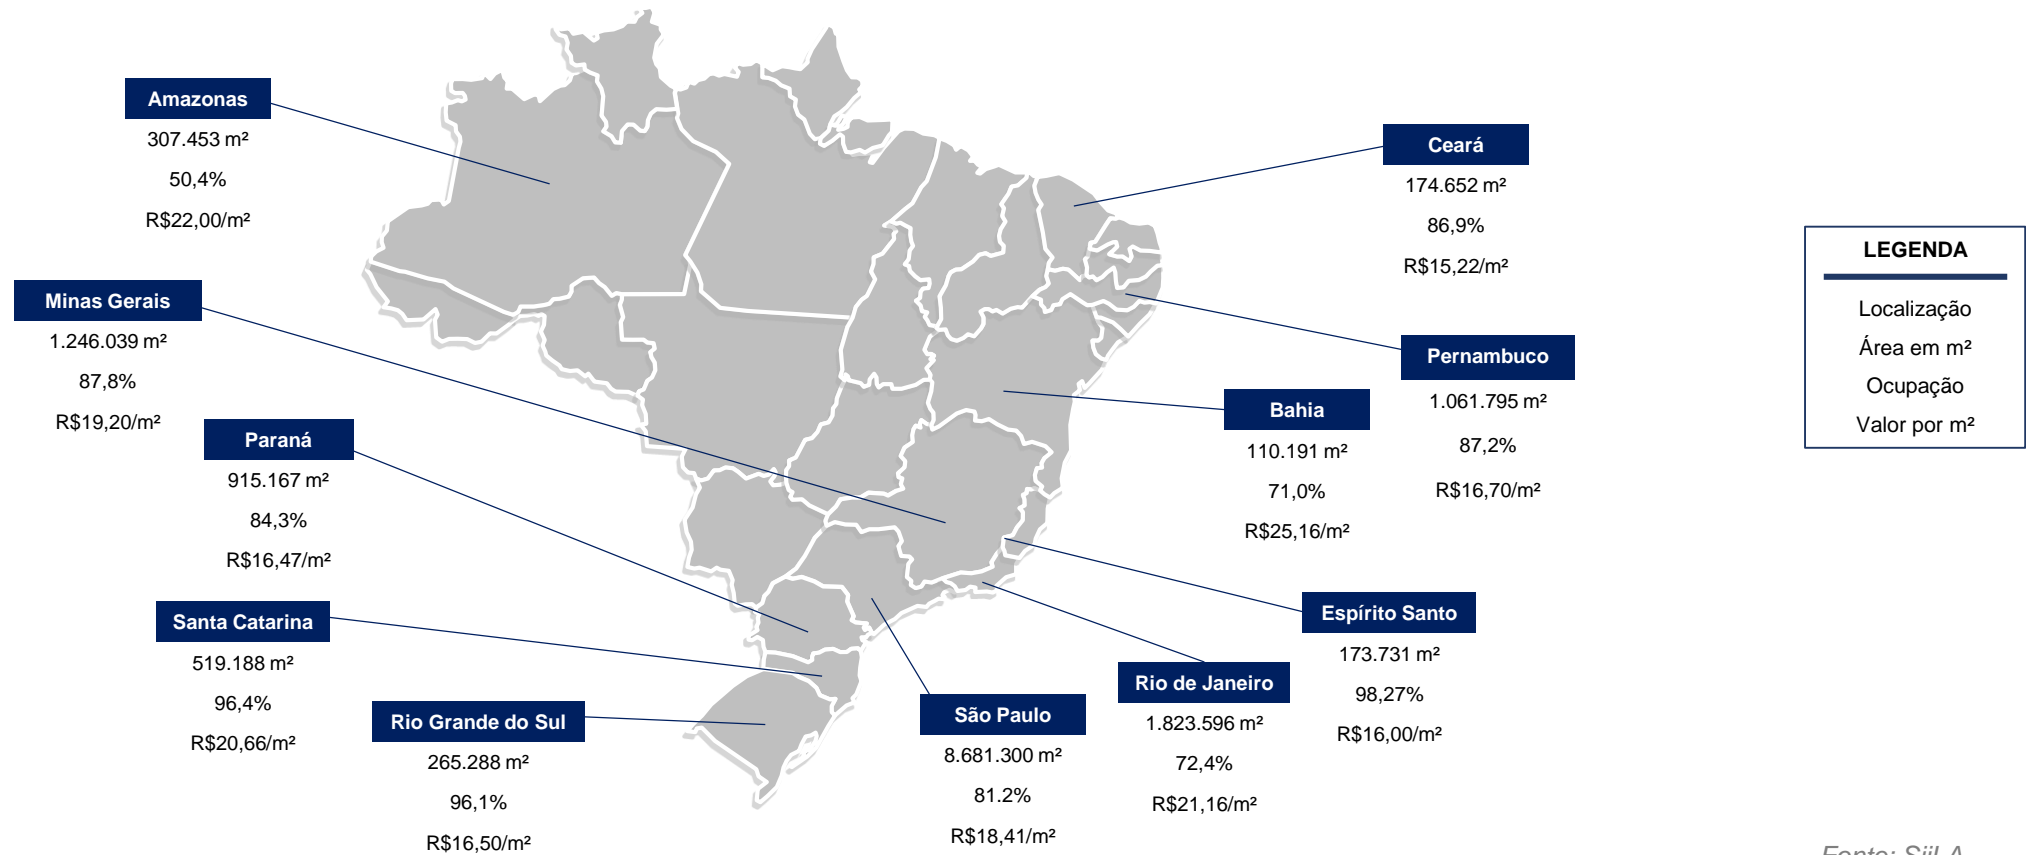 Amazonas
307.453 m²
50,4%
R$22,00/m²
Minas Gerais
1.246.039 m²
87,8%
R$19,20/m²
Paraná
915.167 m²
84,3%
R$16,47/m²
Santa Catarina
519.188 m²
96,4%
R$20,66/m²
Rio Grande do Sul
265.288 m²
96,1%
R$16,50/m²
São Paulo
8.681.300 m²
81.2%
R$18,41/m²
Rio de Janeiro
1.823.596 m²
72,4%
R$21,16/m²
Espírito Santo
173.731 m²
98,27%
R$16,00/m²
Bahia
110.191 m²
71,0%
R$25,16/m²
Pernambuco
1.061.795 m²
87,2%
R$16,70/m²
Ceará
174.652 m²
86,9%
R$15,22/m²
LEGENDA
Localização
Área em m²
Ocupação
Valor por m²
Fonte: SiiLA